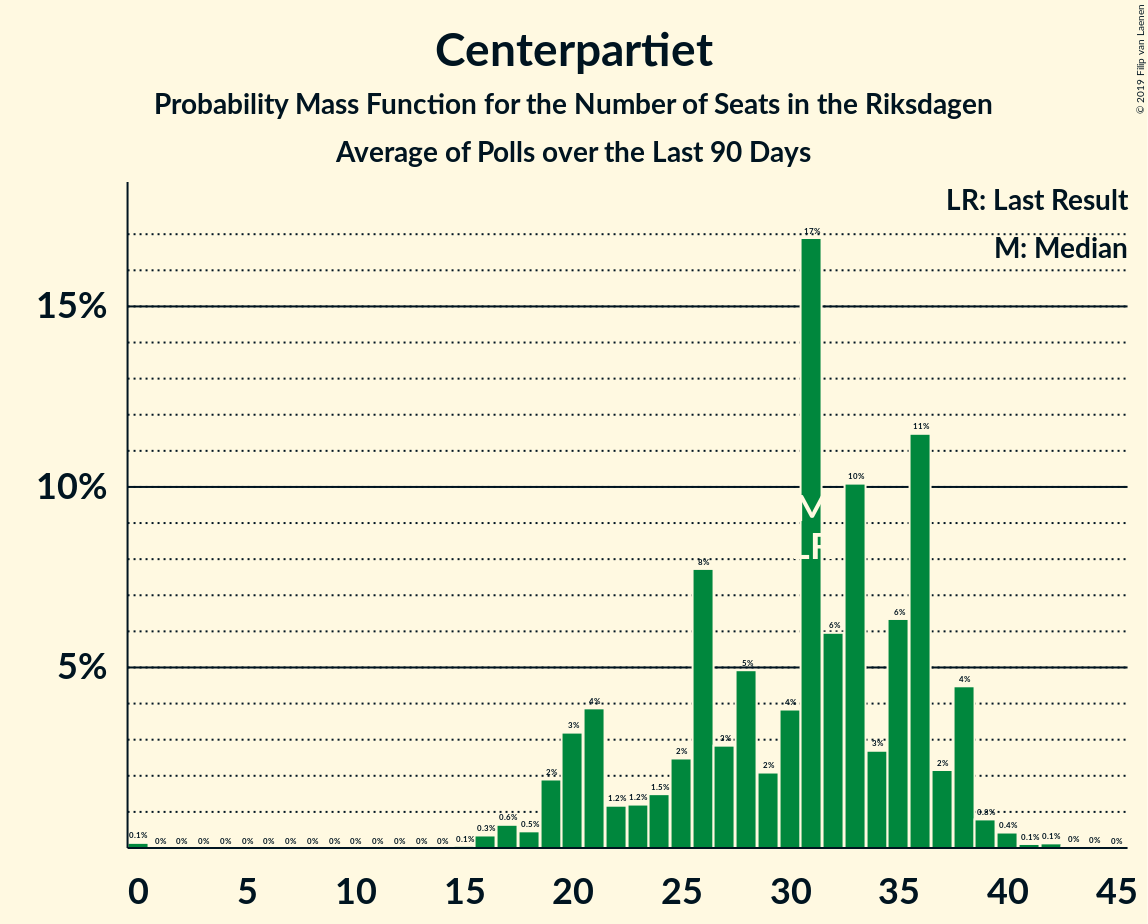 Centerpartiet
Probability Mass Function for the Number of Seats in the Riksdagen
Average of Polls over the Last 90 Days
© 2019 Filip van Laenen
LR: Last Result
M: Median
15%
10%
5%
0.1% 0% 0% 0% 0% 0% 0% 0% 0% 0% 0% 0% 0% 0% 0% 0.1% 0.3% 0.6% 0.5% 2% 3% 4% 1.2% 1.2% 1.5% 2% 8% 3% 5% 2% 4% 17% 6% 10% 3% 6% 11% 2% 4% 0.8% 0.4% 0.1% 0.1% 0% 0% 0%
M
LR
0 5 10 15 20 25 30 35 40 45